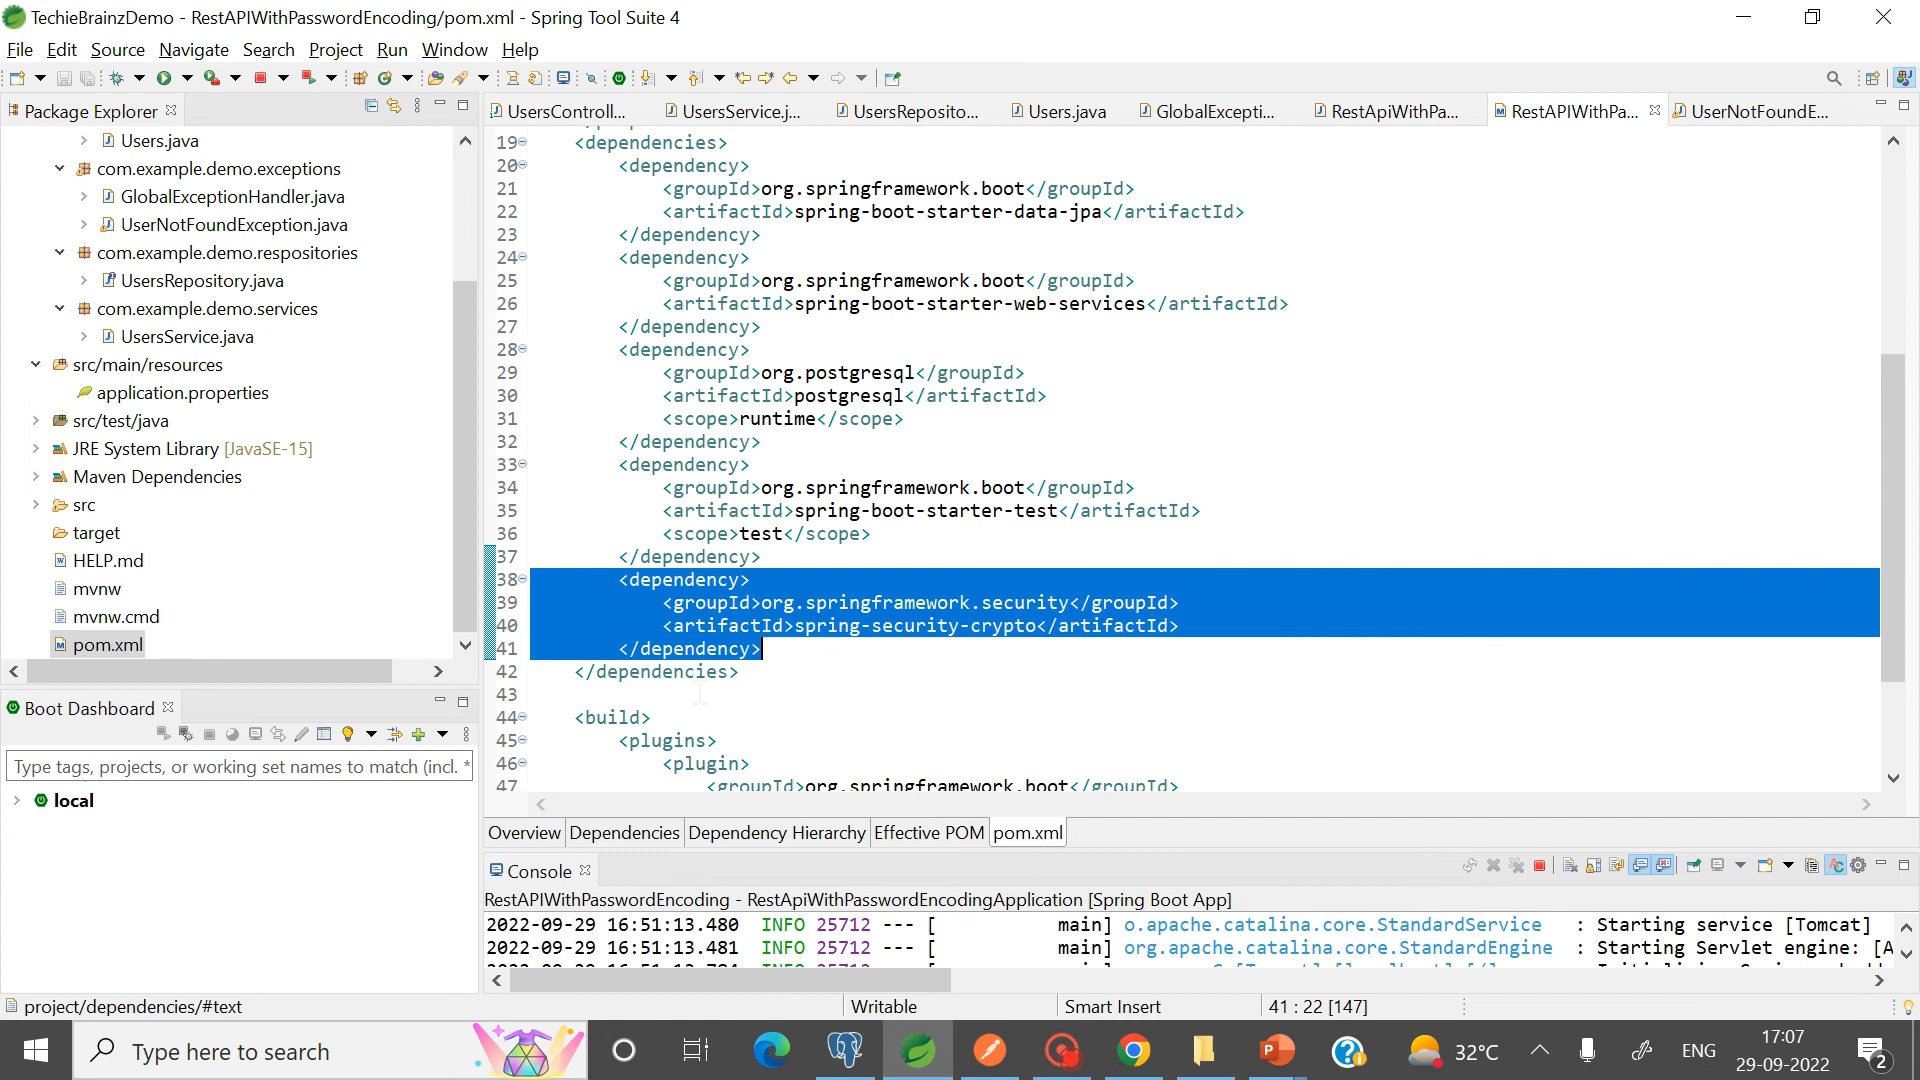 TechieBrainzDemo - RestAPIWithPasswordEncoding/pom.xml - Spring Tool Suite 4
File Edit Source Navigate Search Project Run Window Help
Package Explorer
Users.java
com.example.demo.exceptions
GlobalExceptionHandler.java
UserNotFoundException.java
com.example.demo.respositories
UsersRepository.java
com.example.demo.services
UsersService.java
src/main/resources
application.properties
src/test/java
JRE System Library [JavaSE-15]
Maven Dependencies
src
target
HELP.md
mvnw
mvnw.cmd
pom.xml
Boot Dashboard
Type tags, projects, or working set names to match (incl. *
local
UsersControll... UsersService.j... UsersReposito... Users.java GlobalExcepti... RestApiWithPa... RestAPIWithPa... UserNotFoundE...
19 <dependencies>
20 <dependency>
21 <groupId>org.springframework.boot</groupId>
22 <artifactId>spring-boot-starter-data-jpa</artifactId>
23 </dependency>
24 <dependency>
25 <groupId>org.springframework.boot</groupId>
26 <artifactId>spring-boot-starter-web-services</artifactId>
27 </dependency>
28 <dependency>
29 <groupId>org.postgresql</groupId>
30 <artifactId>postgresql</artifactId>
31 <scope>runtime</scope>
32 </dependency>
33 <dependency>
34 <groupId>org.springframework.boot</groupId>
35 <artifactId>spring-boot-starter-test</artifactId>
36 <scope>test</scope>
37 </dependency>
38 <dependency>
39 <groupId>org.springframework.security</groupId>
40 <artifactId>spring-security-crypto</artifactId>
41 </dependency>
42 </dependencies>
43
44 <build>
45 <plugins>
46 <plugin>
47 <groupId>org.springframework.boot</groupId>
Overview Dependencies Dependency Hierarchy Effective POM pom.xml
Console
RestAPIWithPasswordEncoding - RestApiWithPasswordEncodingApplication [Spring Boot App]
2022-09-29 16:51:13.480 INFO 25712 --- [ main] o.apache.catalina.core.StandardService : Starting service [Tomcat]
2022-09-29 16:51:13.481 INFO 25712 --- [ main] org.apache.catalina.core.StandardEngine : Starting Servlet engine: [A
project/dependencies/#text Writable Smart Insert 41 : 22 [147]
Type here to search
32°C ENG
17:07
29-09-2022
2